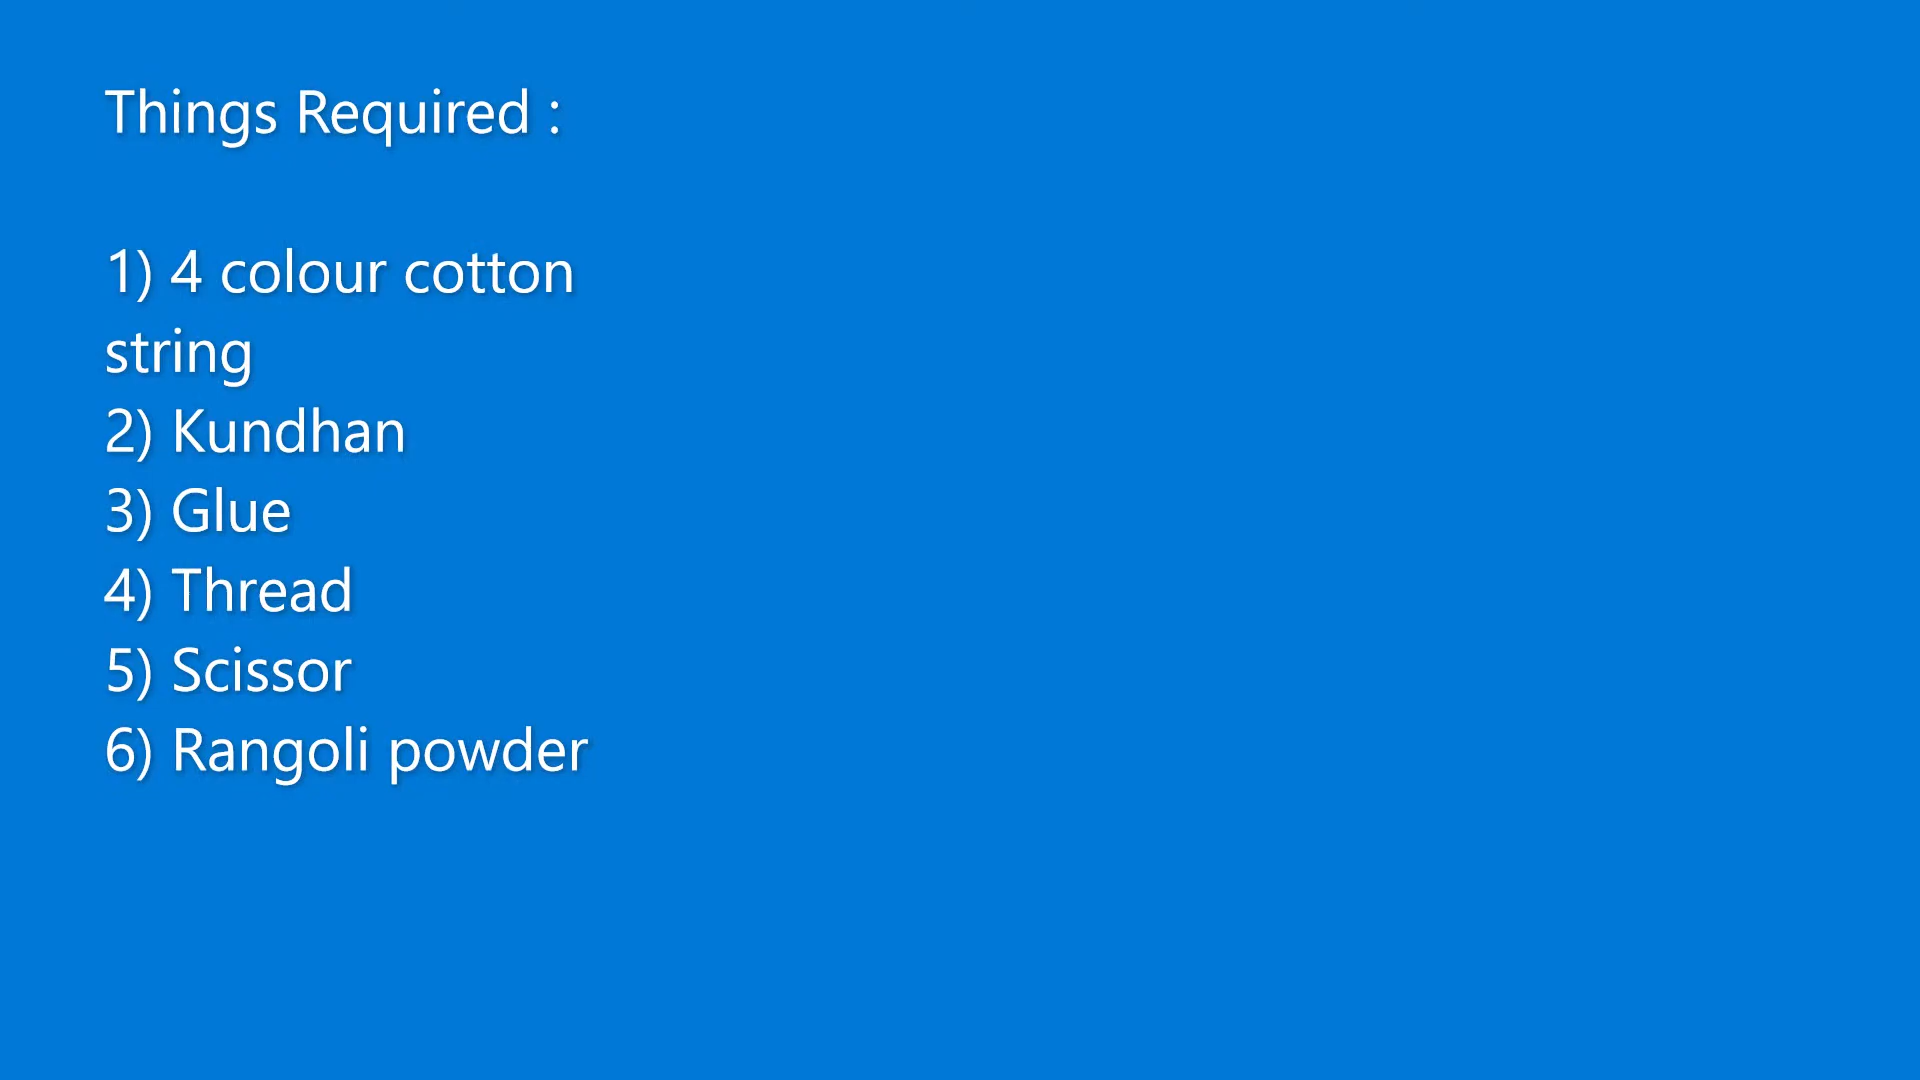 Things Required :
1) 4 colour cotton
string
2) Kundhan
3) Glue
4) Thread
5) Scissor
6) Rangoli powder